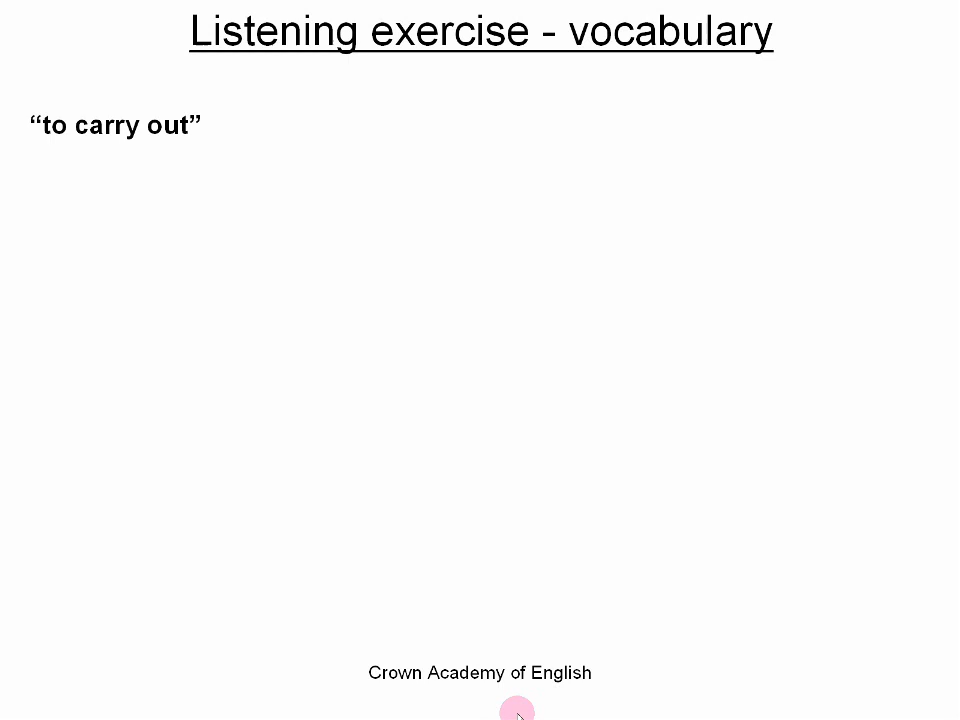 Listening exercise - vocabulary
“to carry out”
Crown Academy of English